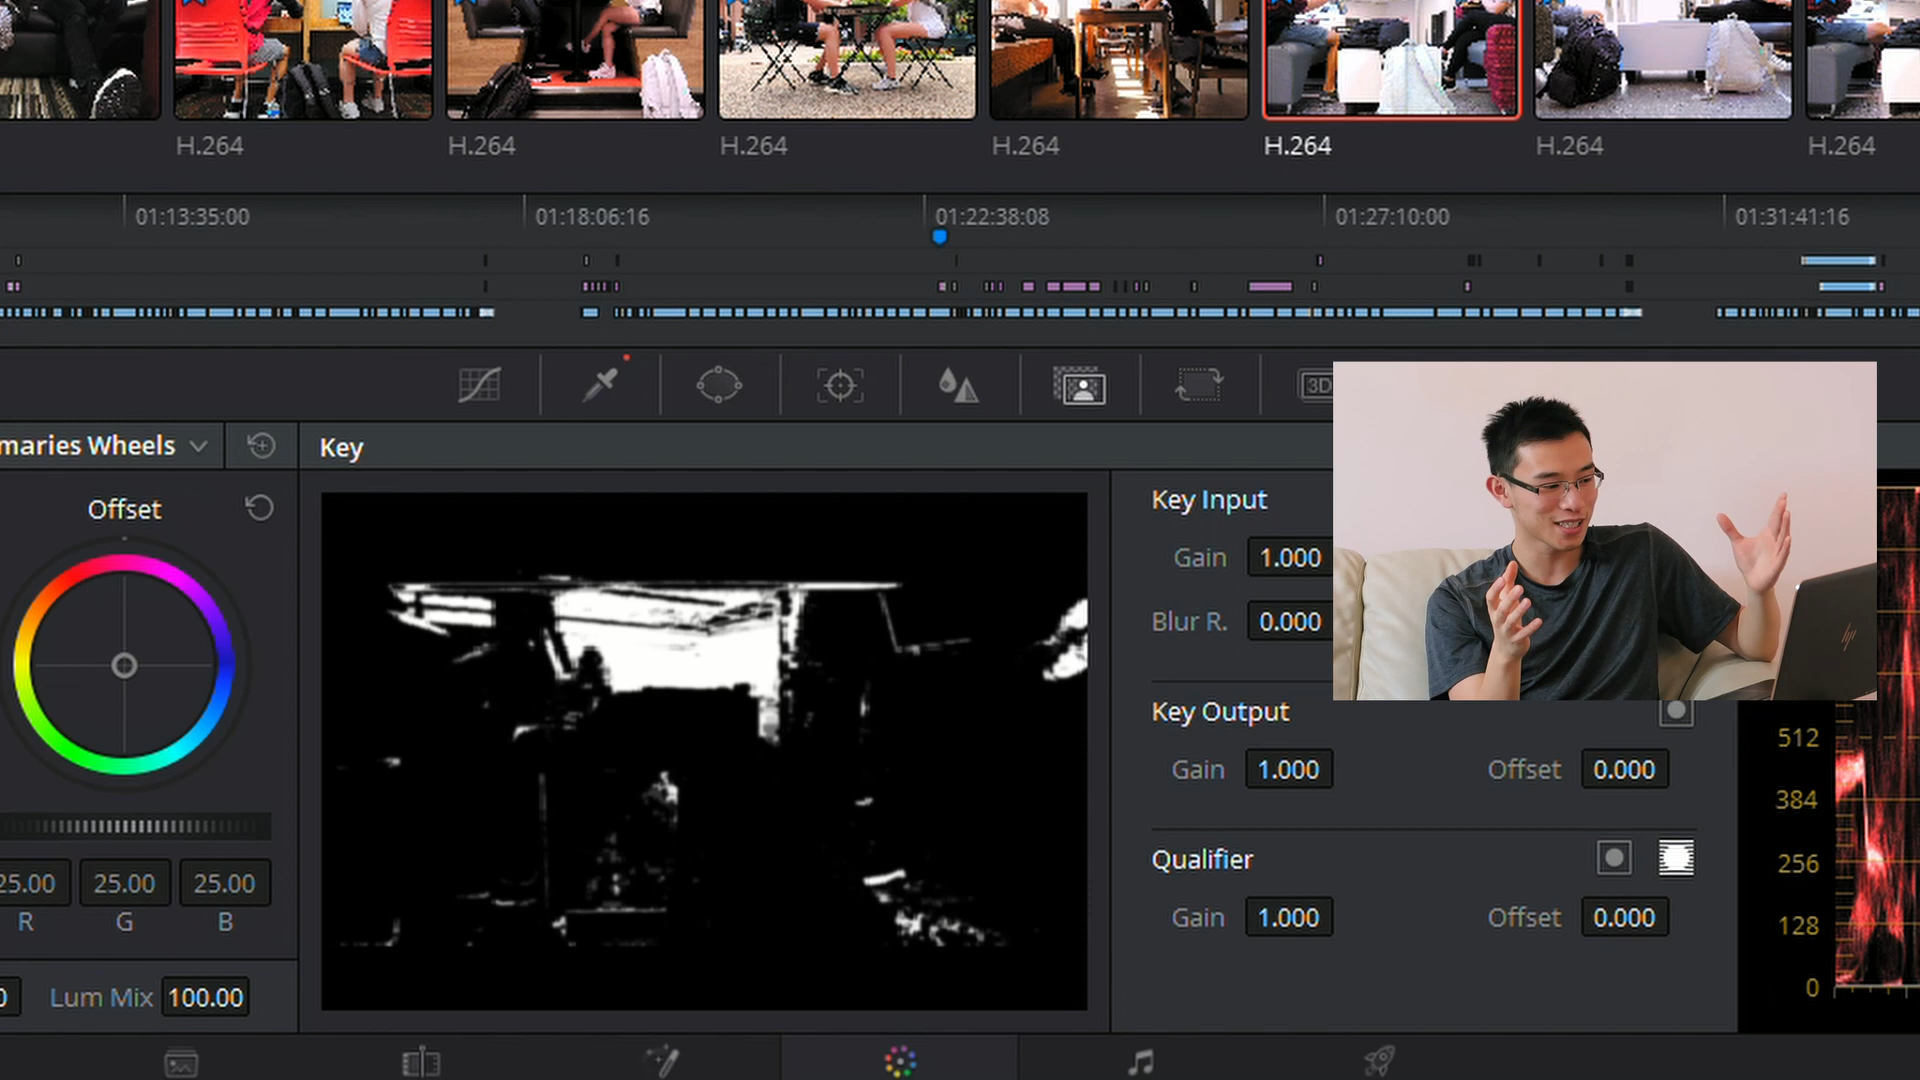 H.264
H.264
H.264
H.264
H.264
H.264
H.264
01:13:35:00
01:18:06:16
01:22:38:08
01:27:10:00
01:31:41:16
3D
maries Wheels
Key
Offset
Key Input
Gain 1.000
Blur R. 0.000
hp
Key Output
Gain 1.000 Offset 0.000
Qualifier
Gain 1.000 Offset 0.000
25.00 25.00 25.00
R G B
0 Lum Mix 100.00
512
384
256
128
0